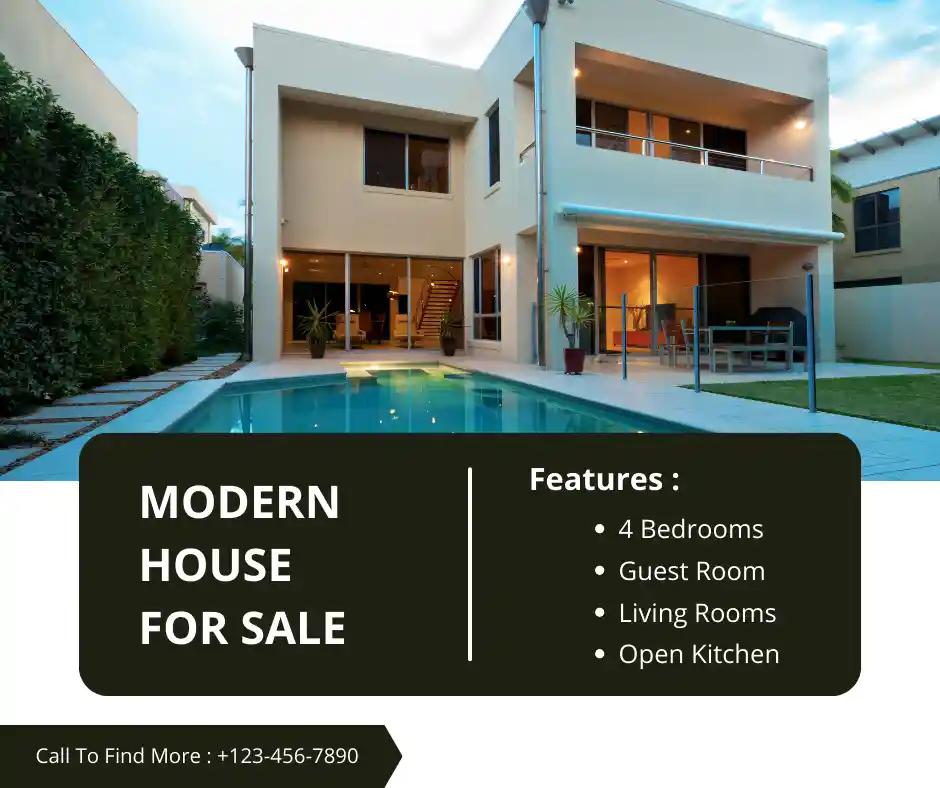 MODERN
HOUSE
FOR SALE
Features :
• 4 Bedrooms
• Guest Room
• Living Rooms
• Open Kitchen
Call To Find More : +123-456-7890